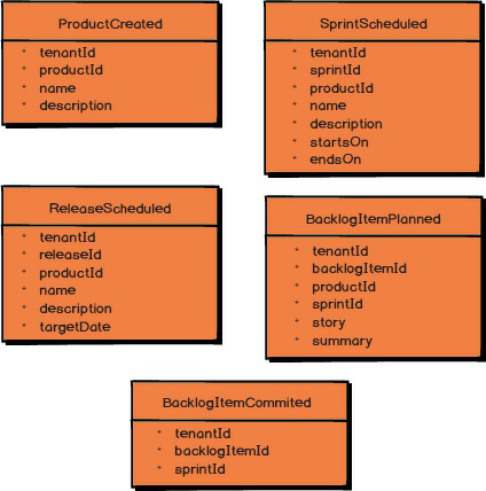 ProductCreated
tenantId
productId
name
description
SprintScheduled
tenantId
sprintId
productId
name
description
startsOn
endsOn
ReleaseScheduled
tenantId
releaseId
productId
name
description
targetDate
BacklogItemPlanned
tenantId
backlogItemId
productId
sprintId
story
summary
BacklogItemCommited
tenantId
backlogItemId
sprintId